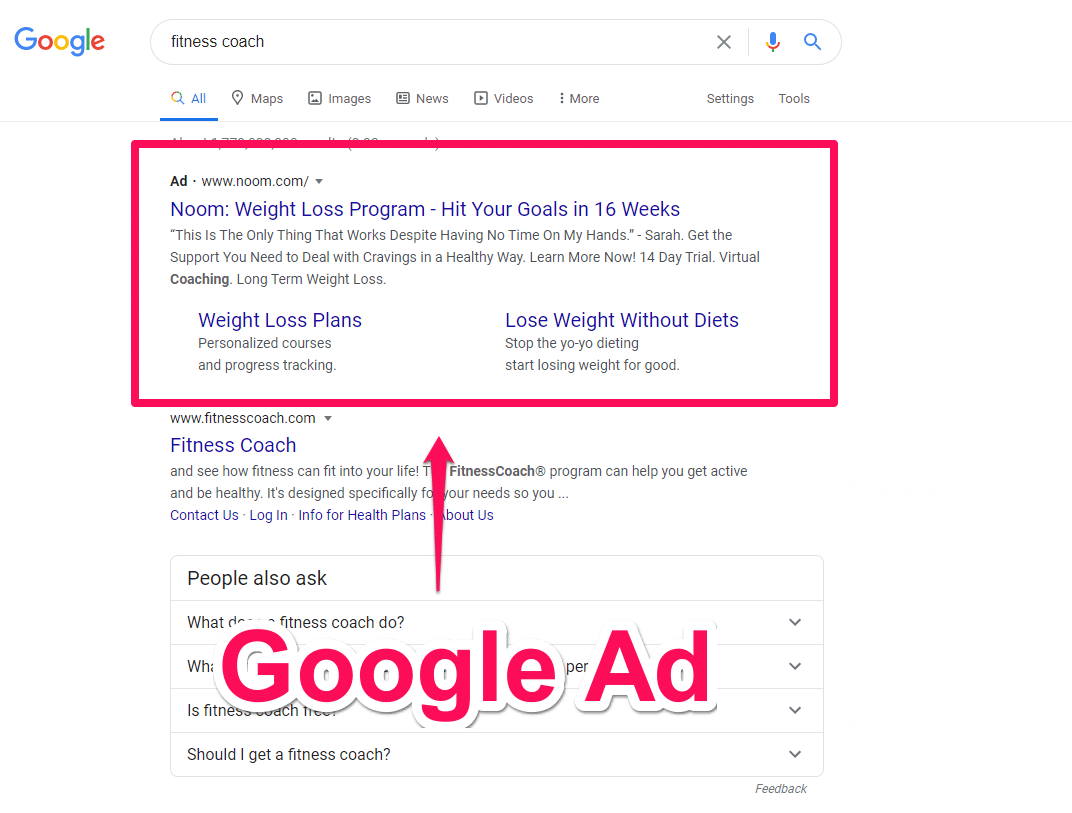 Google
fitness coach
All Maps Images News Videos More Settings Tools
Ad · www.noom.com/
Noom: Weight Loss Program - Hit Your Goals in 16 Weeks
“This Is The Only Thing That Works Despite Having No Time On My Hands.” - Sarah. Get the
Support You Need to Deal with Cravings in a Healthy Way. Learn More Now! 14 Day Trial. Virtual
Coaching. Long Term Weight Loss.
Weight Loss Plans
Personalized courses
and progress tracking.
Lose Weight Without Diets
Stop the yo-yo dieting
start losing weight for good.
www.fitnesscoach.com
Fitness Coach
and see how fitness can fit into your life! FitnessCoach® program can help you get active
and be healthy. It's designed specifically your needs so you ...
Contact Us · Log In · Info for Health Plans · About Us
People also ask
What fitness coach do?
Google Ad
Is fitness coach free?
Should I get a fitness coach?
Feedback